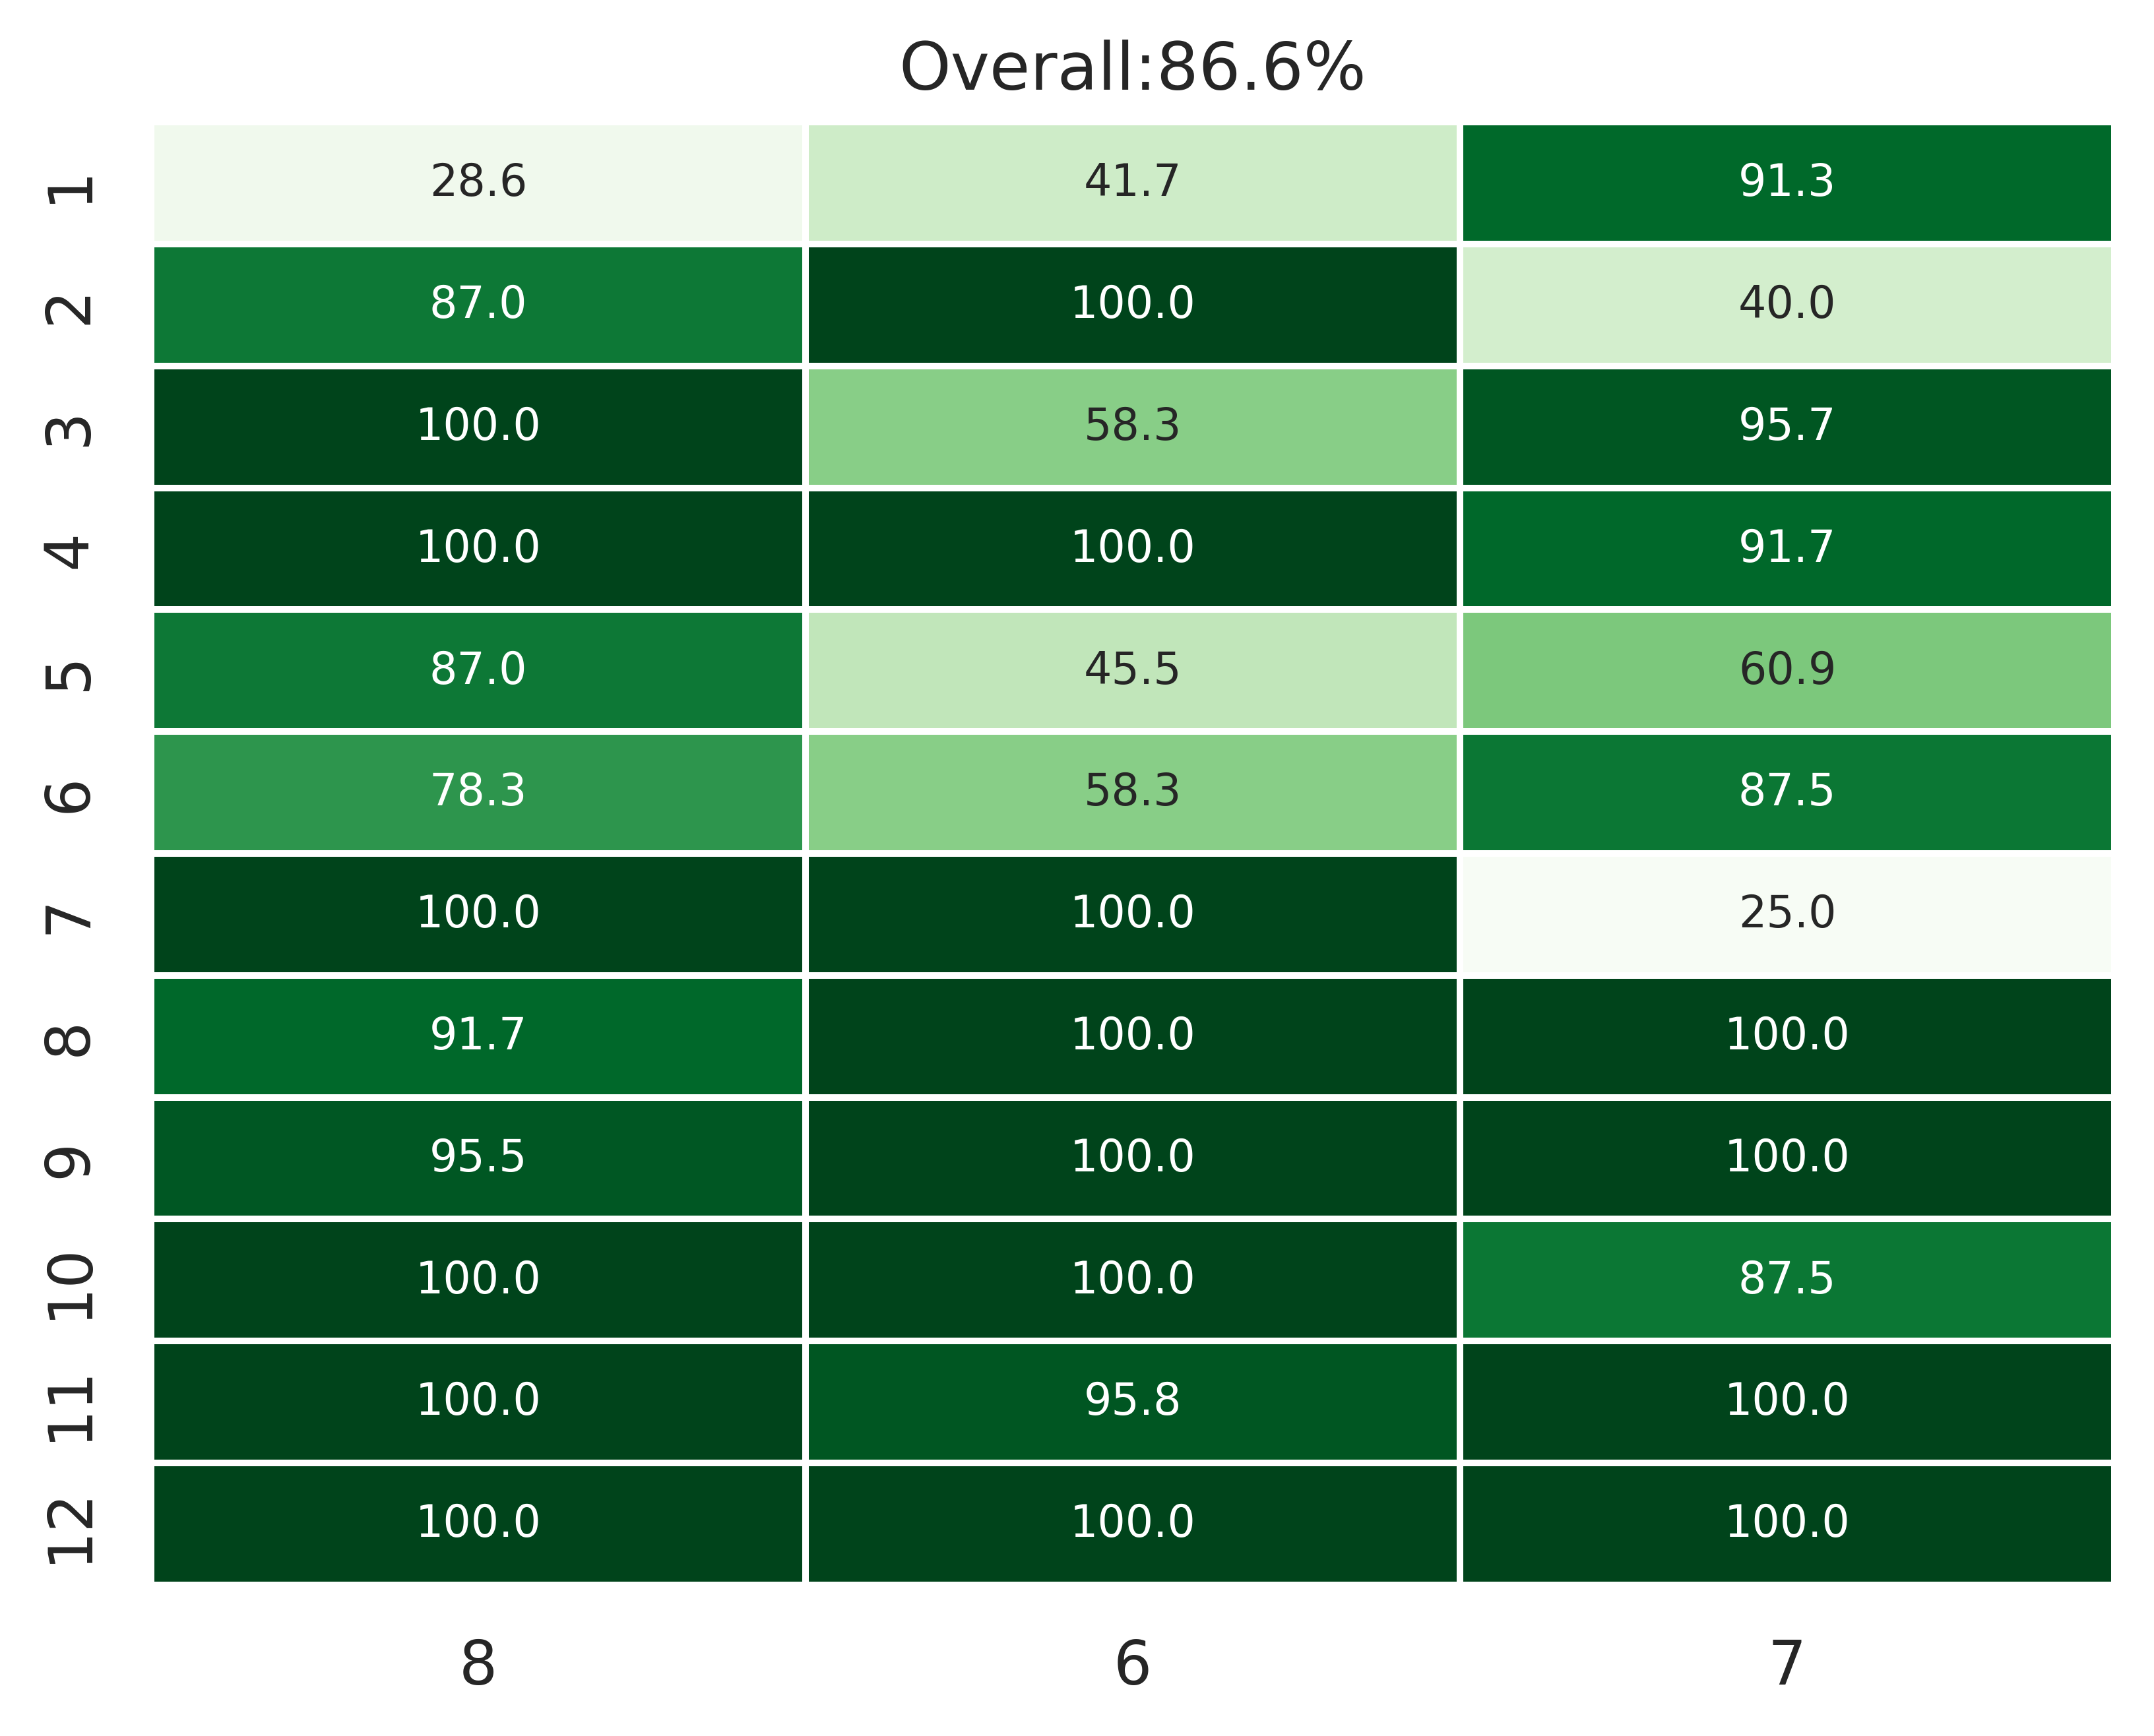 Overall:86.6%
1 28.6 41.7 91.3
2 87.0 100.0 40.0
3 100.0 58.3 95.7
4 100.0 100.0 91.7
5 87.0 45.5 60.9
6 78.3 58.3 87.5
7 100.0 100.0 25.0
8 91.7 100.0 100.0
9 95.5 100.0 100.0
10 100.0 100.0 87.5
11 100.0 95.8 100.0
12 100.0 100.0 100.0
8 6 7